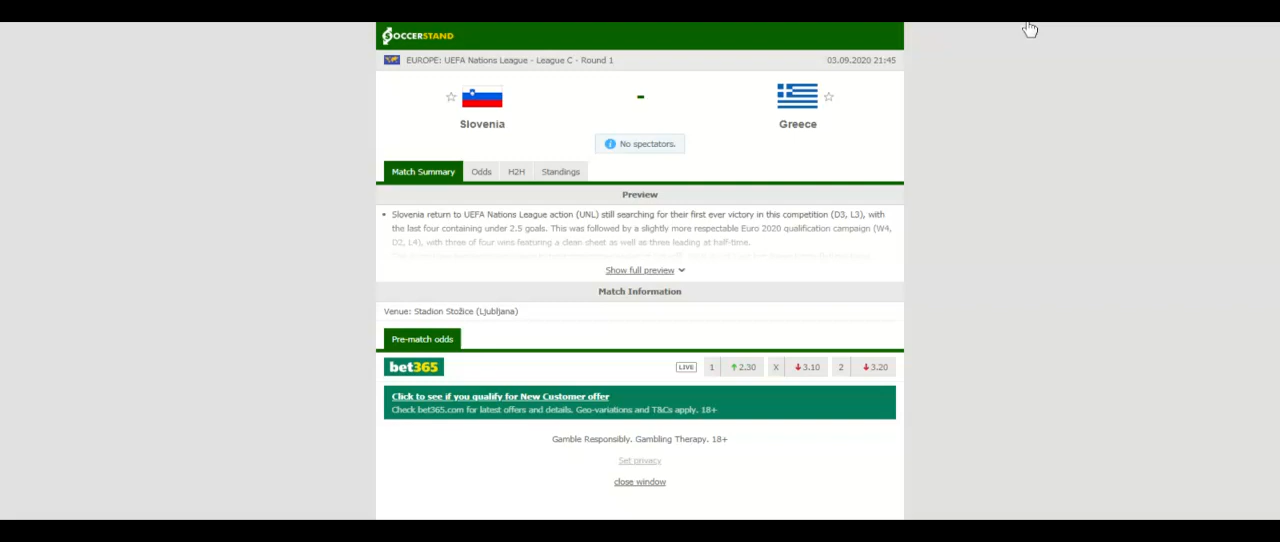 SOCCERSTAND
EUROPE: UEFA Nations League - League C - Round 1
03.09.2020 21:45
-
Slovenia
Greece
No spectators.
Match Summary
Odds
H2H
Standings
Preview
Slovenia return to UEFA Nations League action (UNL) still searching for their first ever victory in this competition (D3, L3), with
the last four containing under 2.5 goals. This was followed by a slightly more respectable Euro 2020 qualification campaign (W4,
D2, L4), with three of four wins featuring a clean sheet as well as three leading at half-time.
Show full preview
Match Information
Venue: Stadion Stožice (Ljubljana)
Pre-match odds
bet365
LIVE
1
2.30
X
3.10
2
3.20
Click to see if you qualify for New Customer offer
Check bet365.com for latest offers and details. Geo-variations and T&Cs apply. 18+
Gamble Responsibly. Gambling Therapy. 18+
Set privacy
close window